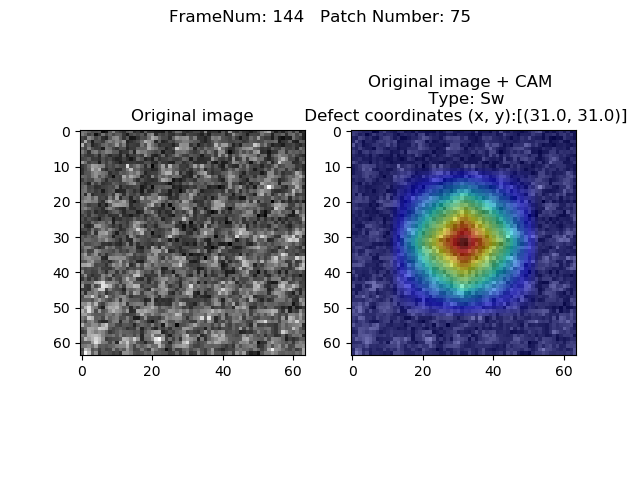 FrameNum: 144   Patch Number: 75
Original image
Original image + CAM
Type: Sw
Defect coordinates (x, y):[(31.0, 31.0)]
0
10
20
30
40
50
60
0 20 40 60
0
10
20
30
40
50
60
0 20 40 60